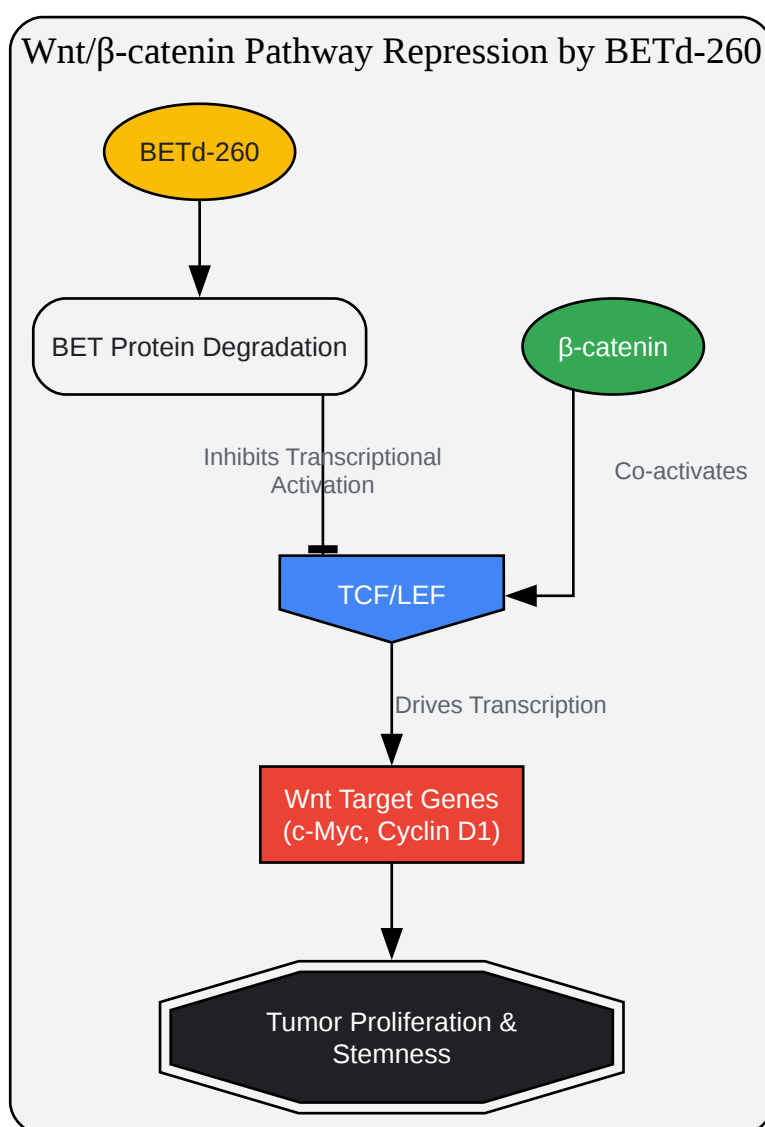 Wnt/β-catenin Pathway Repression by BETd-260
BETd-260
BET Protein Degradation
β-catenin
Inhibits Transcriptional
Activation
Co-activates
TCF/LEF
Drives Transcription
Wnt Target Genes
(c-Myc, Cyclin D1)
Tumor Proliferation &
Stemness